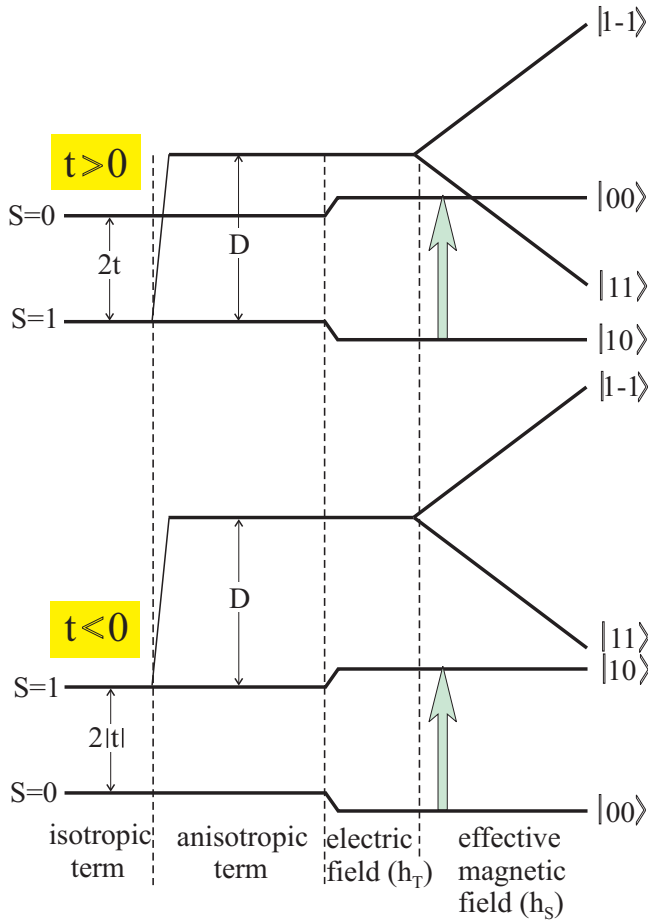 |1-1⟩
t>0
S=0
|00⟩
2t
D
|11⟩
S=1
|10⟩
|1-1⟩
D
t<0
|11⟩
S=1
|10⟩
2|t|
S=0
|00⟩
isotropic
term
anisotropic
term
electric
field (h_T)
effective
magnetic
field (h_S)